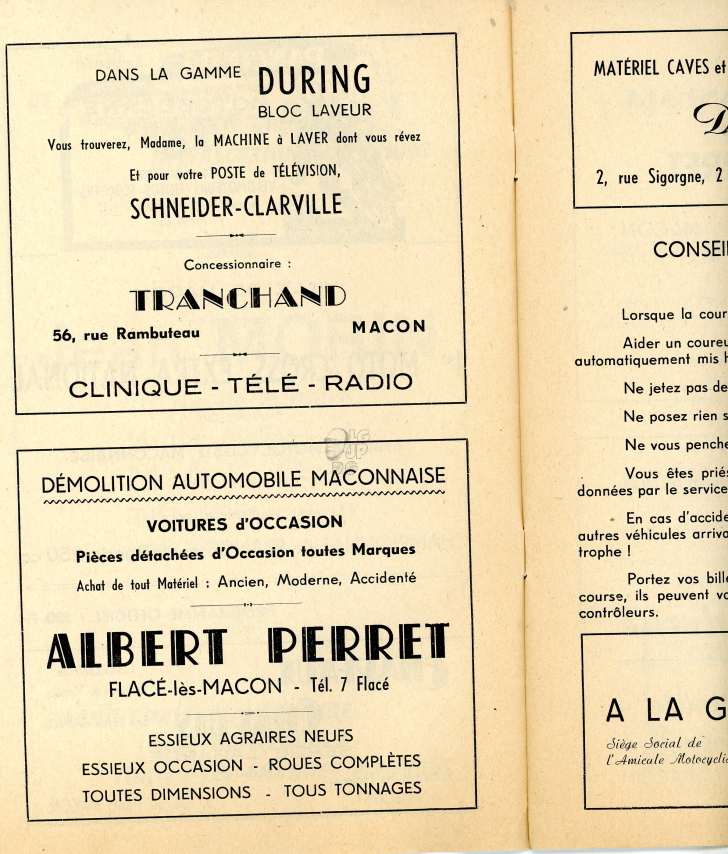 DANS LA GAMME DURING
BLOC LAVEUR
Vous trouverez, Madame, la MACHINE à LAVER dont vous rêvez
Et pour votre POSTE de TÉLÉVISION,
SCHNEIDER-CLARVILLE
Concessionnaire :
TRANCHAND
56, rue Rambuteau MACON
CLINIQUE - TÉLÉ - RADIO
DÉMOLITION AUTOMOBILE MACONNAISE
VOITURES d'OCCASION
Pièces détachées d'Occasion toutes Marques
Achat de tout Matériel : Ancien, Moderne, Accidenté
ALBERT PERRET
FLACÉ-lès-MACON - Tél. 7 Flacé
ESSIEUX AGRAIRES NEUFS
ESSIEUX OCCASION - ROUES COMPLÈTES
TOUTES DIMENSIONS - TOUS TONNAGES
MATÉRIEL CAVES et
D
2, rue Sigorgne, 2
CONSEI
Lorsque la cour
Aider un coureu
automatiquement mis h
Ne jetez pas de
Ne posez rien s
Ne vous penche
Vous êtes priés
données par le service
En cas d'accide
autres véhicules arriva
trophe !
Portez vos bille
course, ils peuvent vo
contrôleurs.
A LA G
Siège Social de
l'Amicale Motocyclis